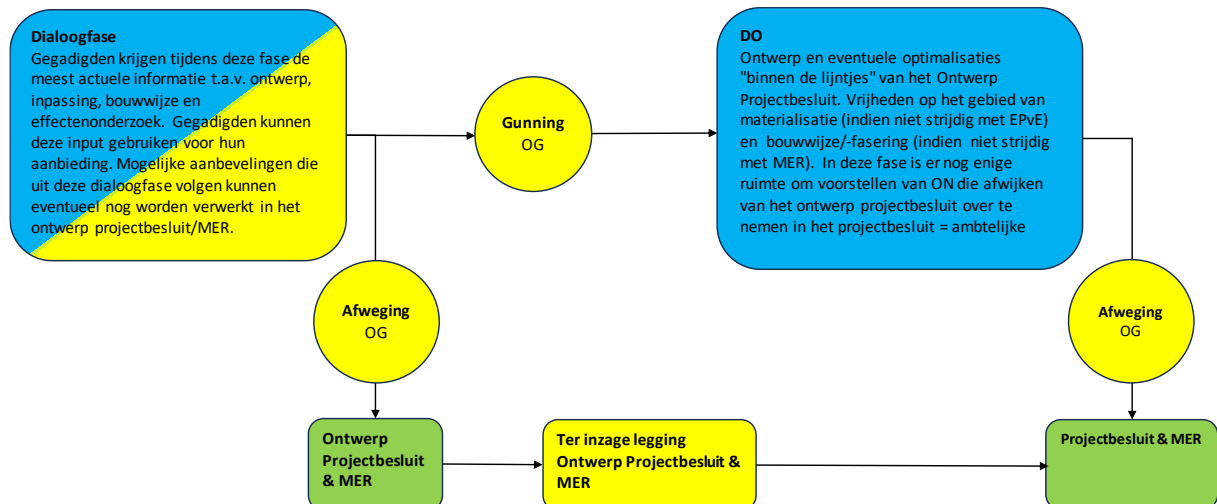 Dialoogfase
Gegadigden krijgen tijdens deze fase de
meest actuele informatie t.a.v. ontwerp,
inpassing, bouwwijze en
effectenonderzoek. Gegadigden kunnen
deze input gebruiken voor hun
aanbieding. Mogelijke aanbevelingen die
uit deze dialoogfase volgen kunnen
eventueel nog worden verwerkt in het
ontwerp projectbesluit/MER.
Gunning
OG
DO
Ontwerp en eventuele optimalisaties
"binnen de lijntjes" van het Ontwerp
Projectbesluit. Vrijheden op het gebied van
materialisatie (indien niet strijdig met EPvE)
en bouwwijze/-fasering (indien niet strijdig
met MER). In deze fase is er nog enige
ruimte om voorstellen van ON die afwijken
van het ontwerp projectbesluit over te
nemen in het projectbesluit = ambtelijke
Afweging
OG
Afweging
OG
Ontwerp
Projectbesluit
& MER
Ter inzage legging
Ontwerp Projectbesluit &
MER
Projectbesluit & MER